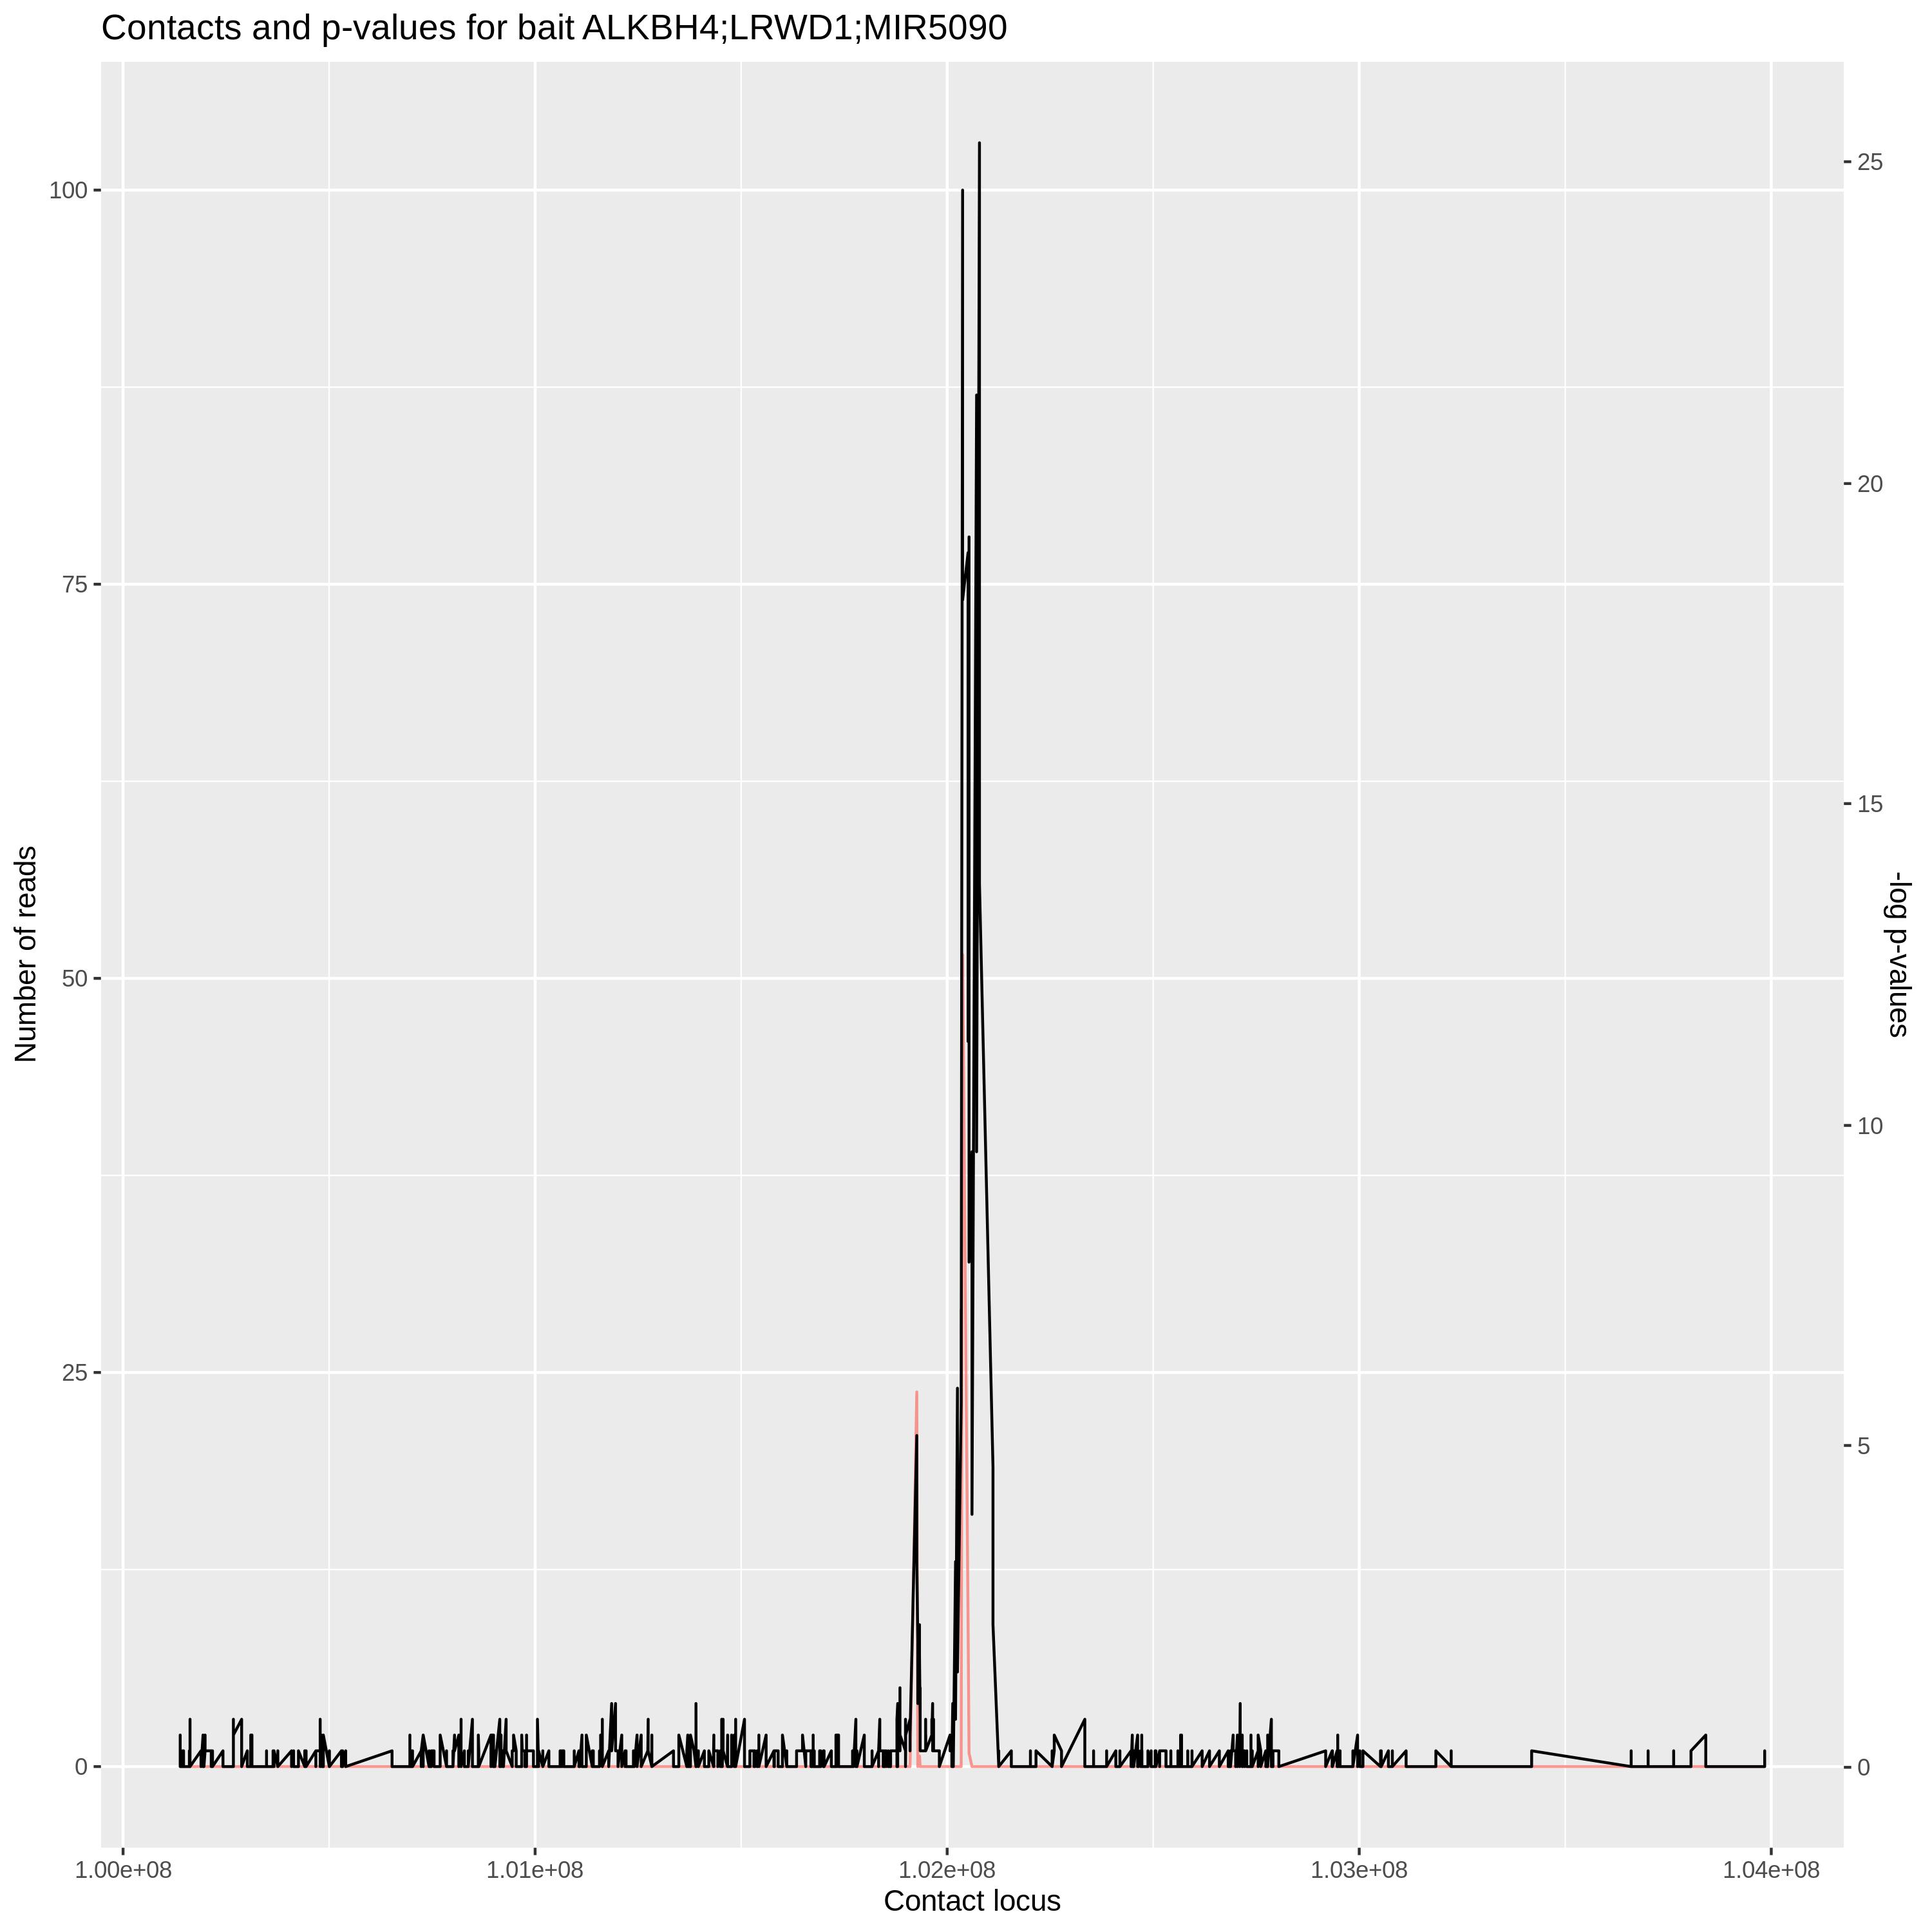 Contacts and p-values for bait ALKBH4;LRWD1;MIR5090
100
75
50
25
0
Number of reads
25
20
15
10
5
0
-log p-values
1.00e+08
1.01e+08
1.02e+08
1.03e+08
1.04e+08
Contact locus